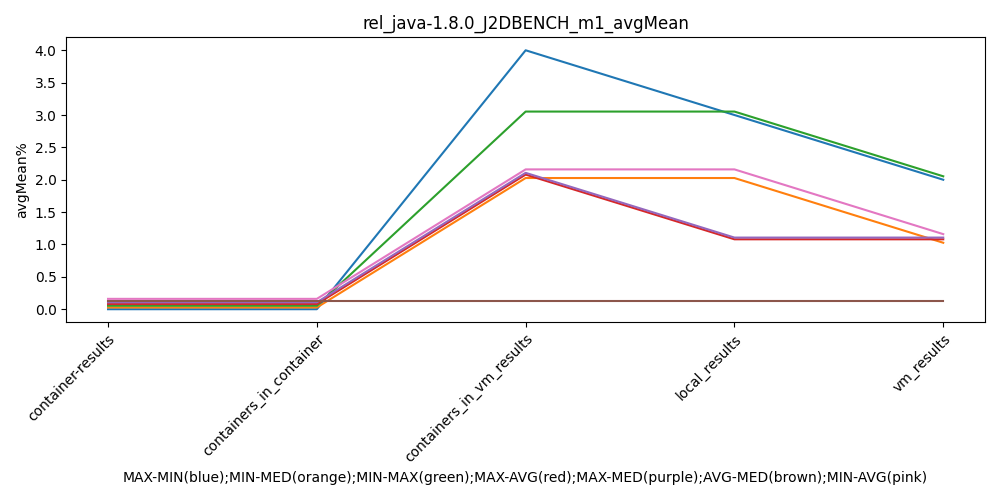 rel_java-1.8.0_J2DBENCH_m1_avgMean
avgMean%
4.0
3.5
3.0
2.5
2.0
1.5
1.0
0.5
0.0
container-results
containers_in_container
containers_in_vm_results
local_results
vm_results
MAX-MIN(blue);MIN-MED(orange);MIN-MAX(green);MAX-AVG(red);MAX-MED(purple);AVG-MED(brown);MIN-AVG(pink)